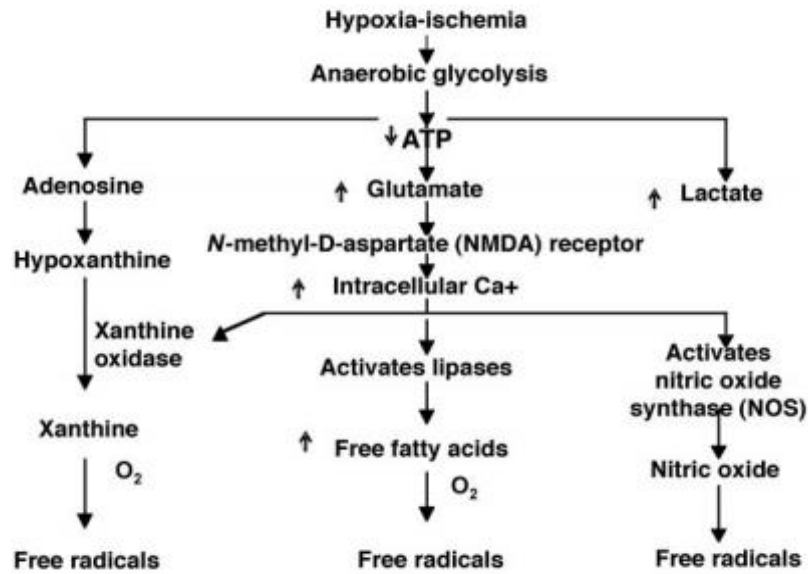 Hypoxia-ischemia
Anaerobic glycolysis
↓ATP
Adenosine
↑ Glutamate
↑ Lactate
N-methyl-D-aspartate (NMDA) receptor
Hypoxanthine
↑ Intracellular Ca+
Xanthine
oxidase
Activates lipases
Activates
nitric oxide
synthase (NOS)
Xanthine
↑ Free fatty acids
O₂
O₂
Nitric oxide
Free radicals
Free radicals
Free radicals